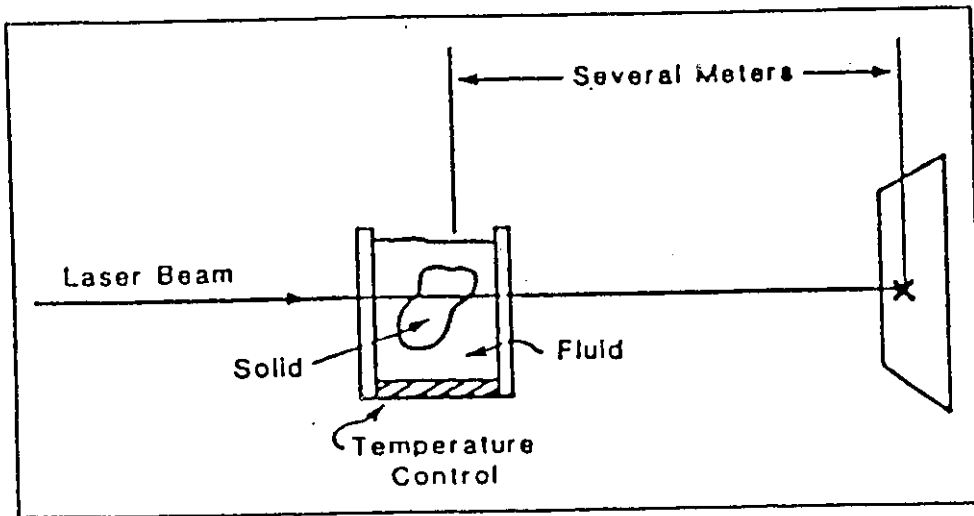 Several Meters
Laser Beam
Solid
Fluid
Temperature
Control